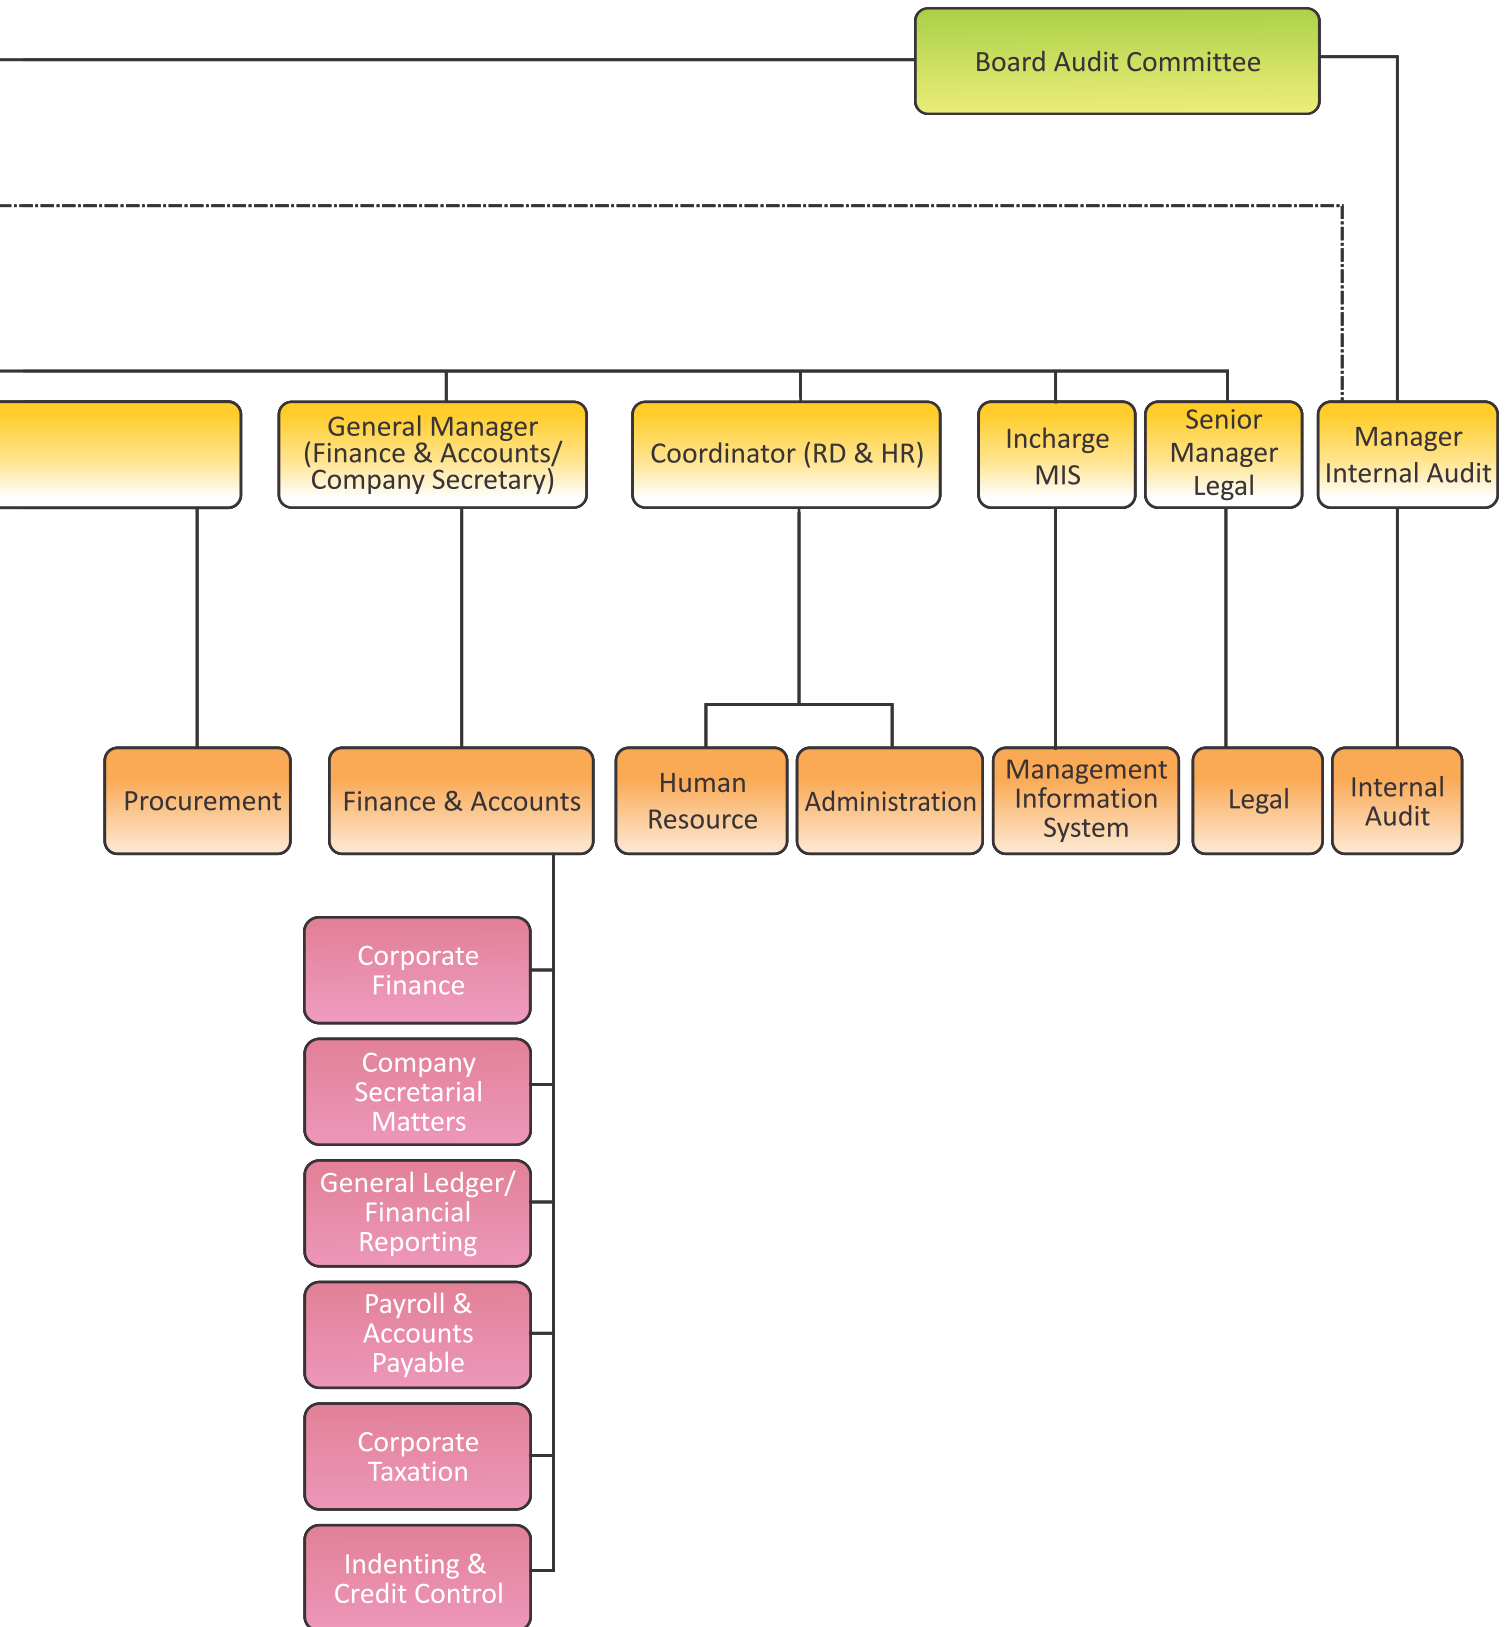 Board Audit Committee
General Manager
(Finance & Accounts/
Company Secretary)
Coordinator (RD & HR)
Incharge
MIS
Senior
Manager
Legal
Manager
Internal Audit
Procurement
Finance & Accounts
Human
Resource
Administration
Management
Information
System
Legal
Internal
Audit
Corporate
Finance
Company
Secretarial
Matters
General Ledger/
Financial
Reporting
Payroll &
Accounts
Payable
Corporate
Taxation
Indenting &
Credit Control